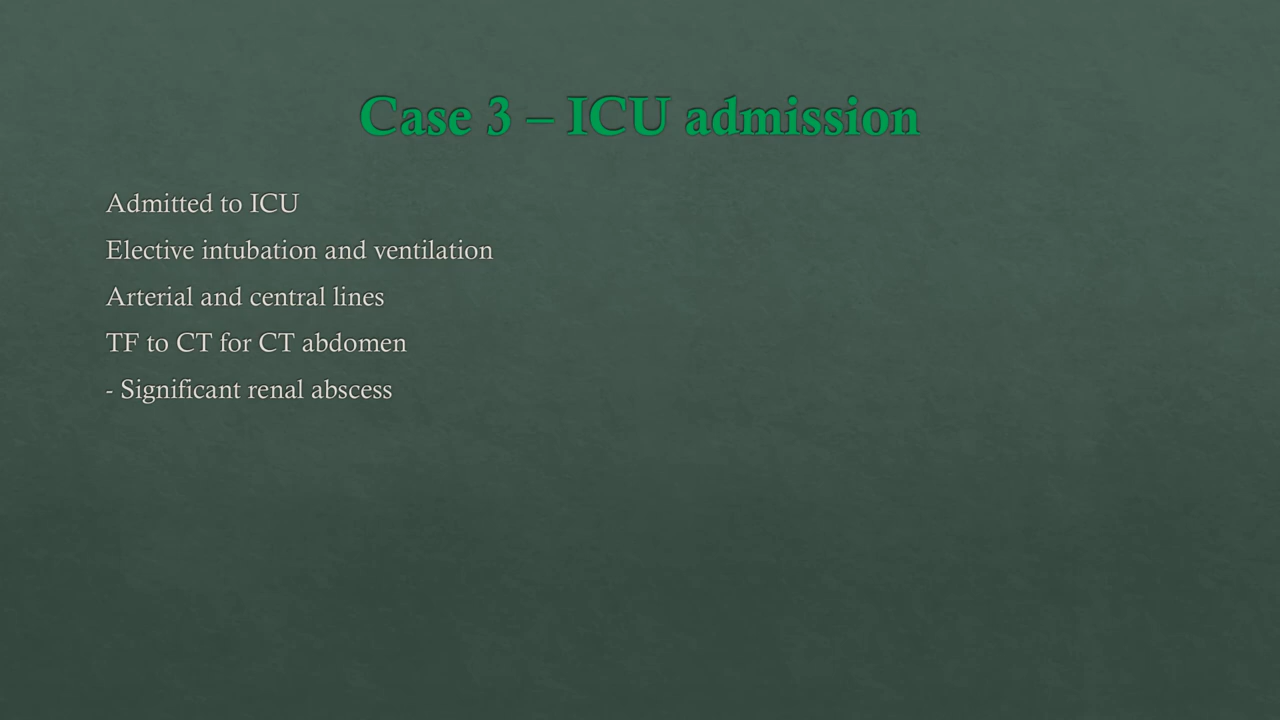 Case 3 – ICU admission
Admitted to ICU
Elective intubation and ventilation
Arterial and central lines
TF to CT for CT abdomen
- Significant renal abscess